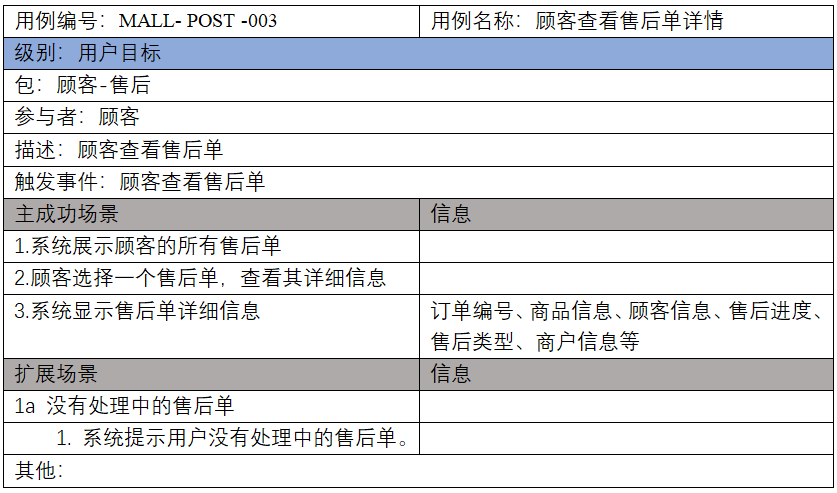 用例编号：MALL- POST -003
用例名称：顾客查看售后单详情
级别：用户目标
包：顾客-售后
参与者：顾客
描述：顾客查看售后单
触发事件：顾客查看售后单
主成功场景
信息
1.系统展示顾客的所有售后单
2.顾客选择一个售后单，查看其详细信息
3.系统显示售后单详细信息
订单编号、商品信息、顾客信息、售后进度、
售后类型、商户信息等
扩展场景
信息
1a 没有处理中的售后单
1. 系统提示用户没有处理中的售后单。
其他：